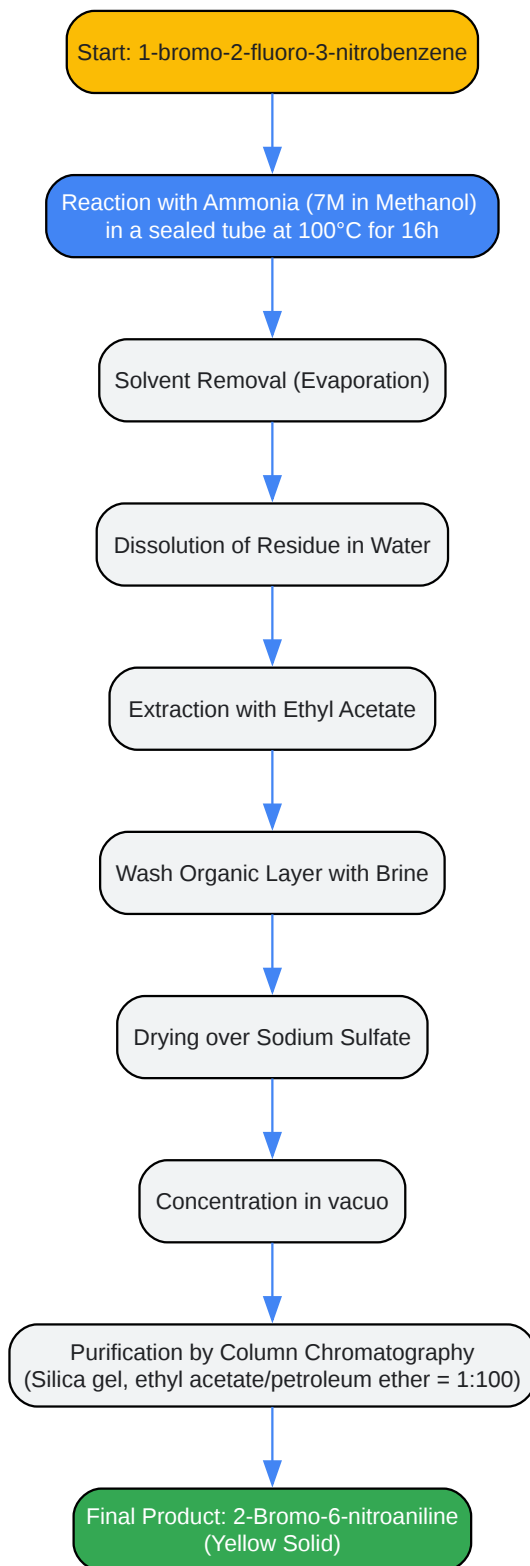 Start: 1-bromo-2-fluoro-3-nitrobenzene
Reaction with Ammonia (7M in Methanol)
in a sealed tube at 100°C for 16h
Solvent Removal (Evaporation)
Dissolution of Residue in Water
Extraction with Ethyl Acetate
Wash Organic Layer with Brine
Drying over Sodium Sulfate
Concentration in vacuo
Purification by Column Chromatography
(Silica gel, ethyl acetate/petroleum ether = 1:100)
Final Product: 2-Bromo-6-nitroaniline
(Yellow Solid)